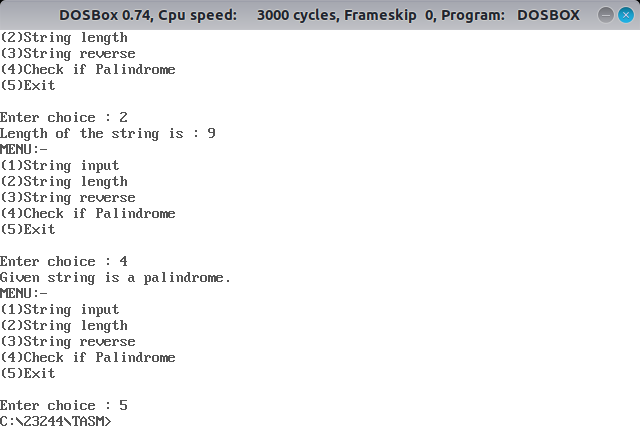 DOSBox 0.74, Cpu speed: 3000 cycles, Frameskip 0, Program: DOSBOX
(2)String length
(3)String reverse
(4)Check if Palindrome
(5)Exit
Enter choice : 2
Length of the string is : 9
MENU:-
(1)String input
(2)String length
(3)String reverse
(4)Check if Palindrome
(5)Exit
Enter choice : 4
Given string is a palindrome.
MENU:-
(1)String input
(2)String length
(3)String reverse
(4)Check if Palindrome
(5)Exit
Enter choice : 5
C:\23244\TASM>